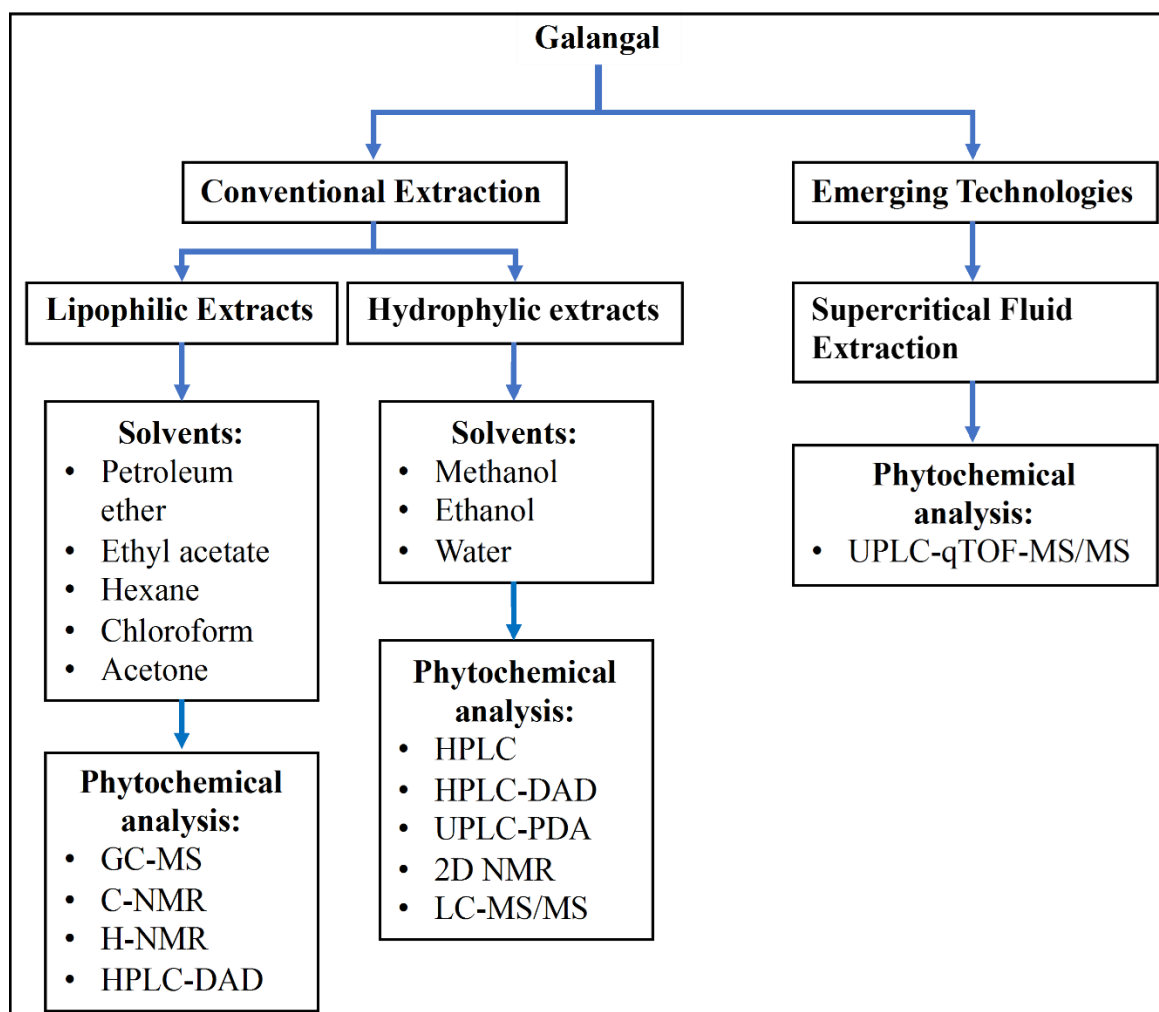 Galangal
Conventional Extraction
Emerging Technologies
Lipophilic Extracts
Hydrophylic extracts
Supercritical Fluid
Extraction
Solvents:
• Petroleum
ether
• Ethyl acetate
• Hexane
• Chloroform
• Acetone
Solvents:
• Methanol
• Ethanol
• Water
Phytochemical
analysis:
• UPLC-qTOF-MS/MS
Phytochemical
analysis:
• GC-MS
• C-NMR
• H-NMR
• HPLC-DAD
Phytochemical
analysis:
• HPLC
• HPLC-DAD
• UPLC-PDA
• 2D NMR
• LC-MS/MS